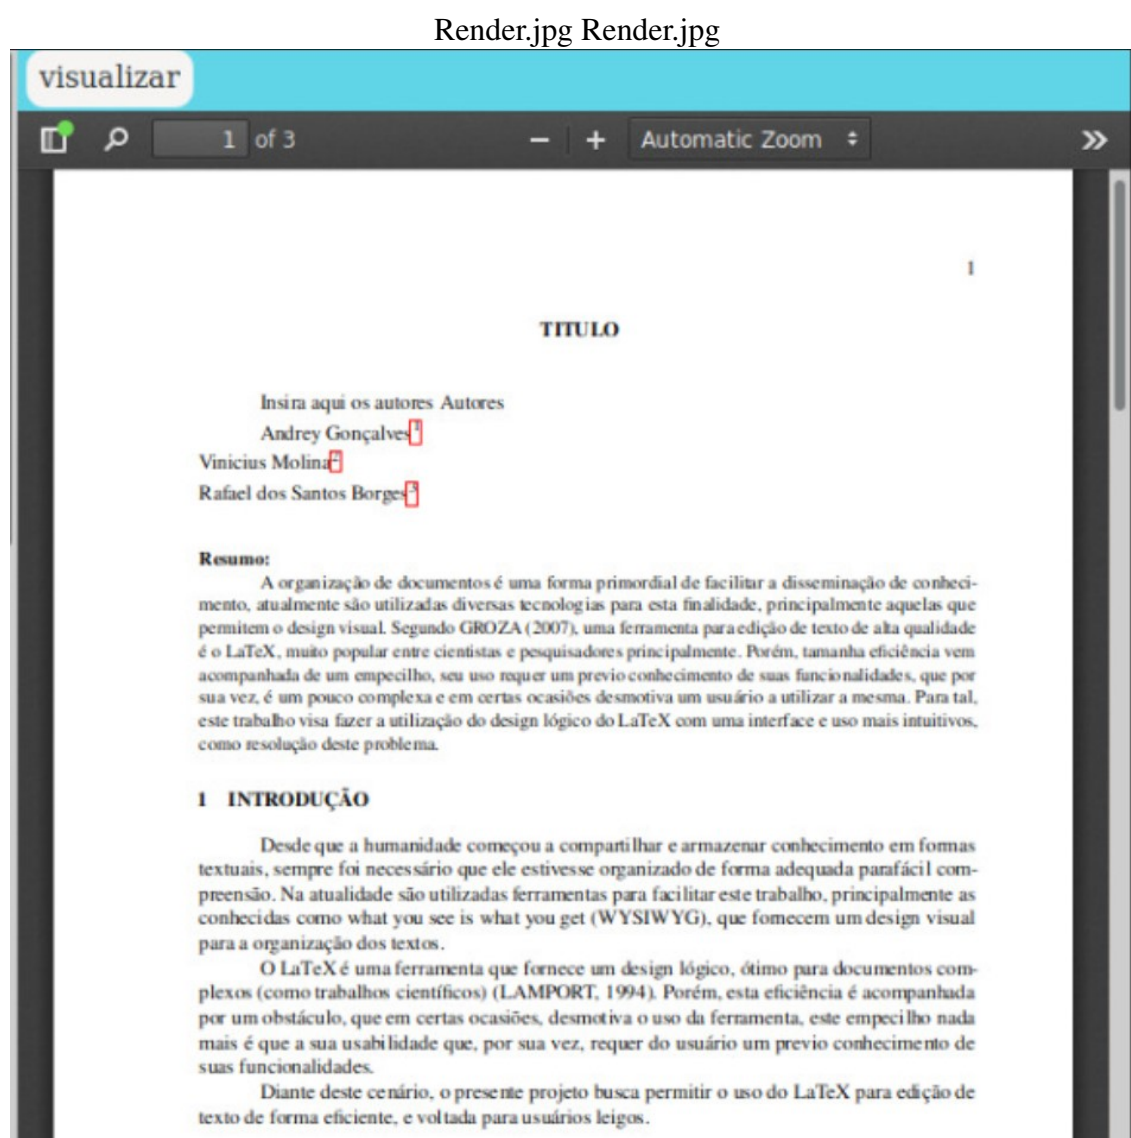 Render.jpg Render.jpg
visualizar
1 of 3
Automatic Zoom
1
TITULO
Insira aqui os autores Autores
Andrey Gonçalves1
Vinicius Molina2
Rafael dos Santos Borges3
Resumo:
A organização de documentos é uma forma primordial de facilitar a disseminação de conheci-
mento, atualmente são utilizadas diversas tecnologias para esta finalidade, principalmente aquelas que
permitem o design visual. Segundo GROZA (2007), uma ferramenta para edição de texto de alta qualidade
é o LaTeX, muito popular entre cientistas e pesquisadores principalmente. Porém, tamanha eficiência vem
acompanhada de um empecilho, seu uso requer um previo conhecimento de suas funcionalidades, que por
sua vez, é um pouco complexa e em certas ocasiões desmotiva um usuário a utilizar a mesma. Para tal,
este trabalho visa fazer a utilização do design lógico do LaTeX com uma interface e uso mais intuitivos,
como resolução deste problema.
1 INTRODUÇÃO
Desde que a humanidade começou a compartilhar e armazenar conhecimento em formas
textuais, sempre foi necessário que ele estivesse organizado de forma adequada parafácil com-
preensão. Na atualidade são utilizadas ferramentas para facilitar este trabalho, principalmente as
conhecidas como what you see is what you get (WYSIWYG), que fornecem um design visual
para a organização dos textos.
O LaTeX é uma ferramenta que fornece um design lógico, ótimo para documentos com-
plexos (como trabalhos científicos) (LAMPORT, 1994). Porém, esta eficiência é acompanhada
por um obstáculo, que em certas ocasiões, desmotiva o uso da ferramenta, este empecilho nada
mais é que a sua usabilidade que, por sua vez, requer do usuário um previo conhecimento de
suas funcionalidades.
Diante deste cenário, o presente projeto busca permitir o uso do LaTeX para edição de
texto de forma eficiente, e voltada para usuários leigos.